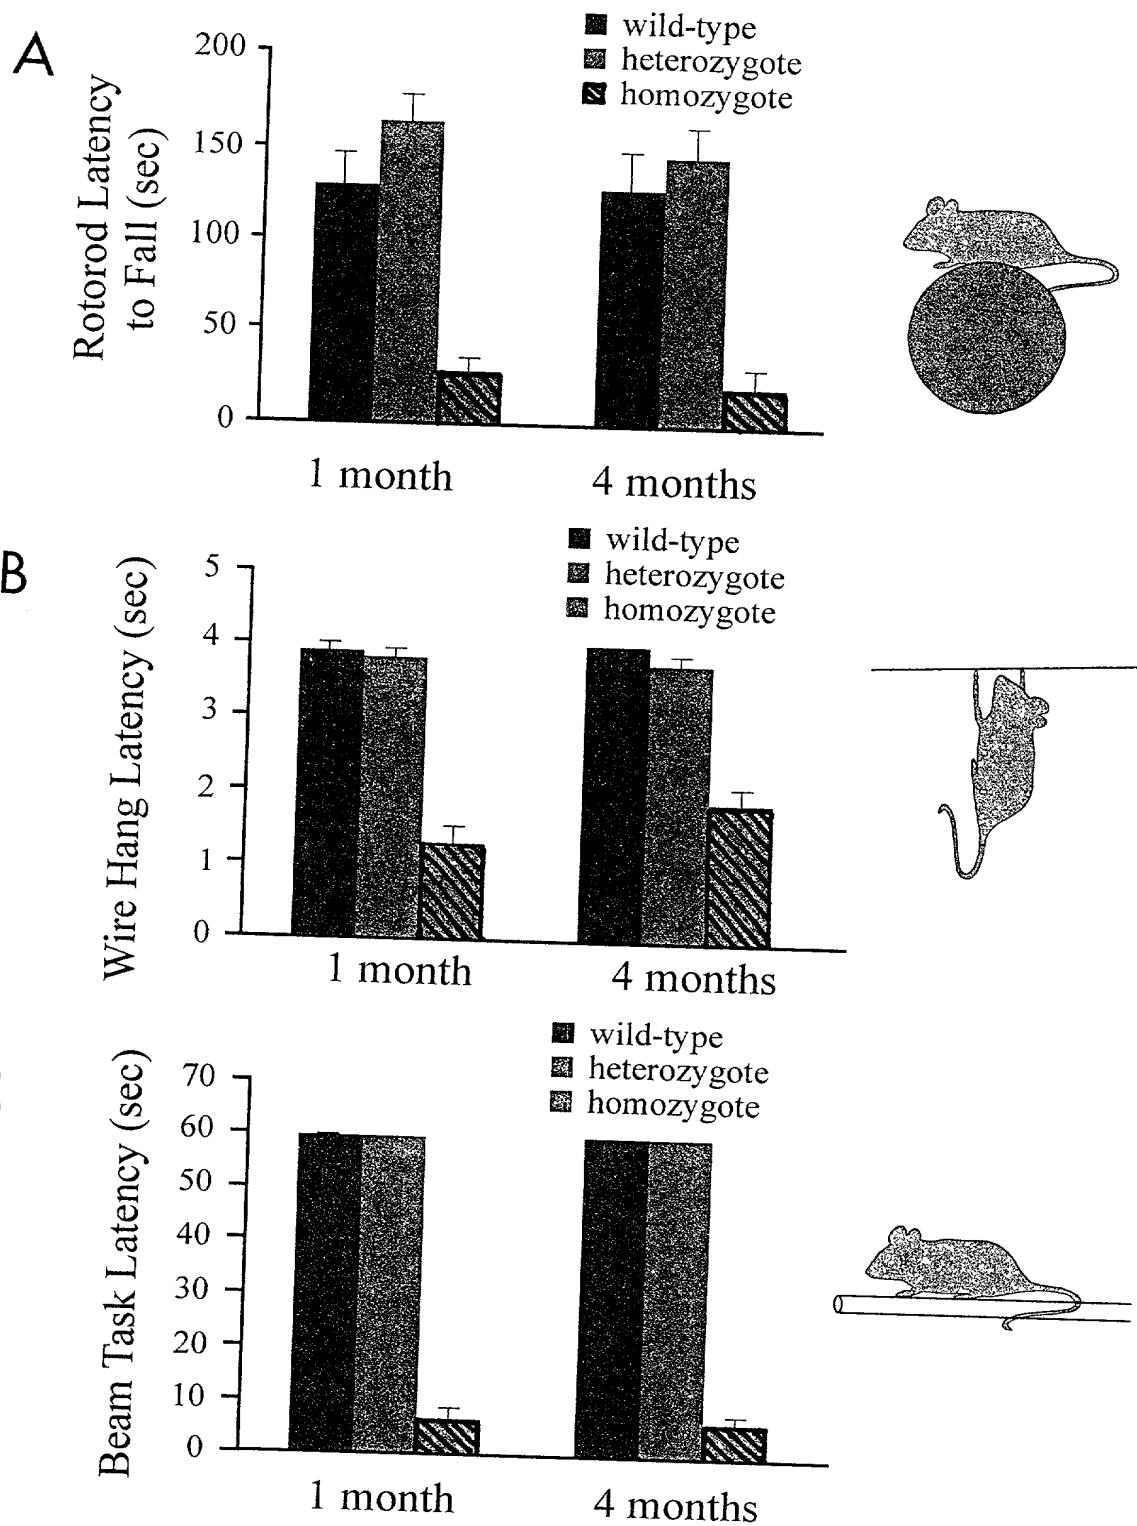 A
Rotorod Latency
to Fall (sec)
200
150
100
50
0
wild-type
heterozygote
homozygote
1 month
4 months
B
Wire Hang Latency (sec)
5
4
3
2
1
0
wild-type
heterozygote
homozygote
1 month
4 months
Beam Task Latency (sec)
70
60
50
40
30
20
10
0
wild-type
heterozygote
homozygote
1 month
4 months